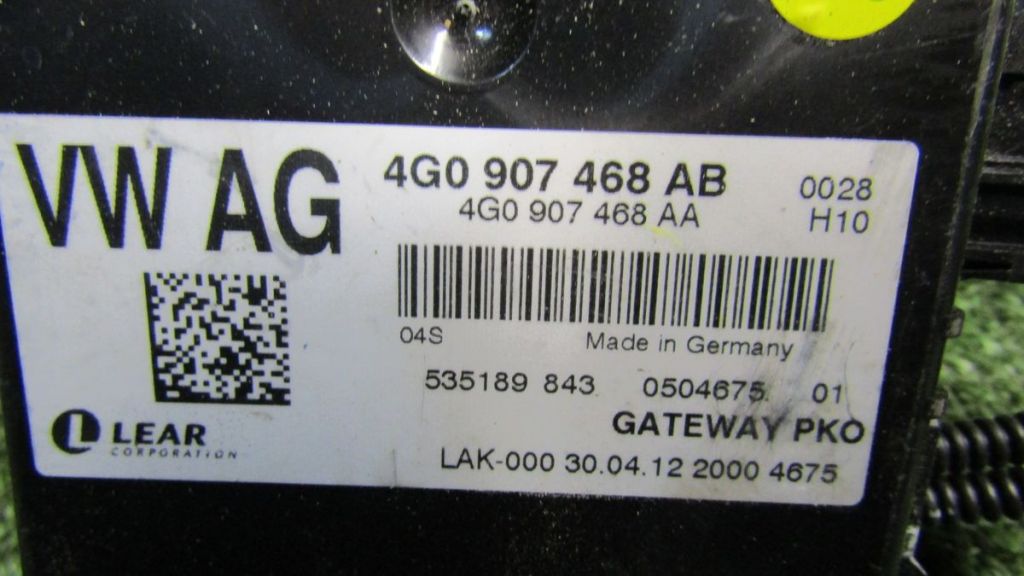 VW AG
4G0 907 468 AB 0028
4G0 907 468 AA H10
04S Made in Germany
535189 843 0504675 01
GATEWAY PKO
LEAR
CORPORATION
LAK-000 30.04.12 2000 4675